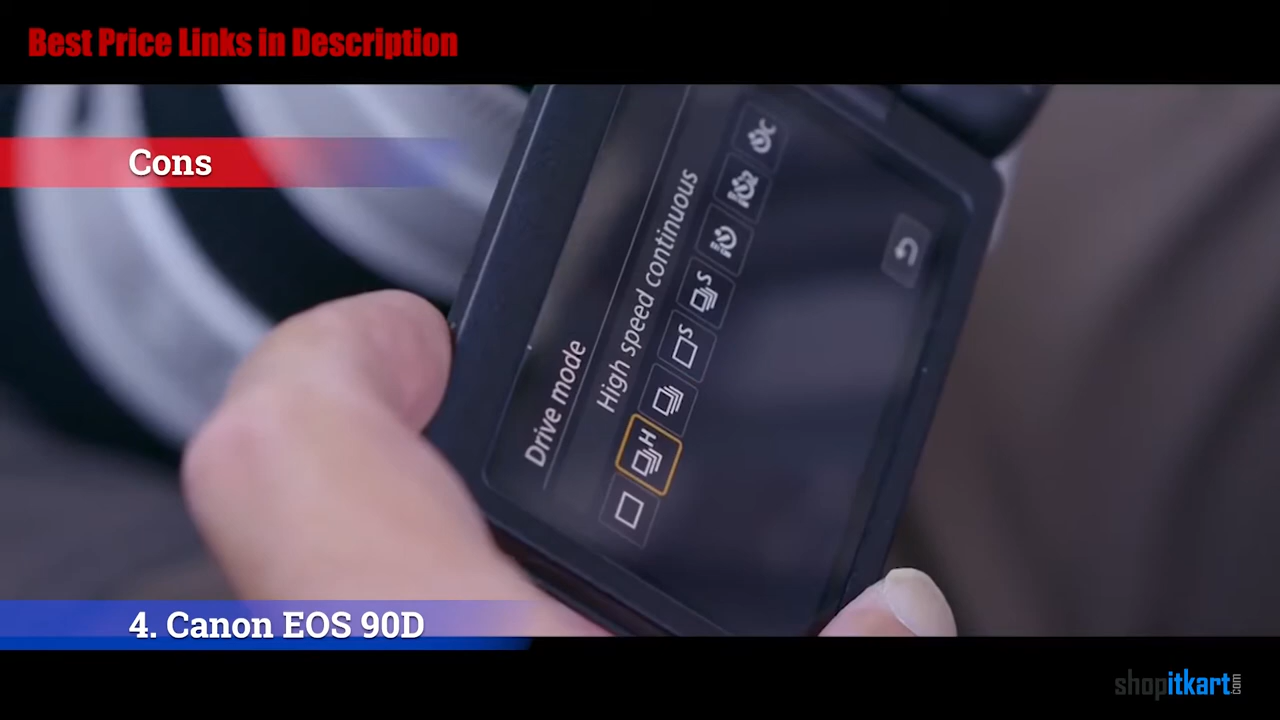 Best Price Links in Description
Cons
Drive mode
High speed continuous
H
S
S
4. Canon EOS 90D
shopitkart.com